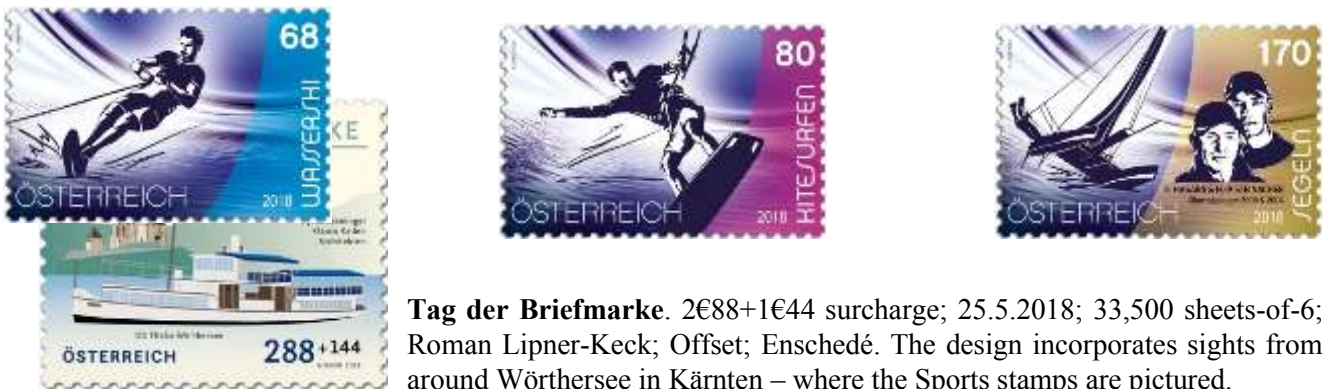 68
WASSERSKI
ÖSTERREICH
2018
80
KITESURFEN
ÖSTERREICH
2018
170
SEGELN
ÖSTERREICH
2018
KE
ÖSTERREICH
288+144
Tag der Briefmarke. 2€88+1€44 surcharge; 25.5.2018; 33,500 sheets-of-6;
Roman Lipner-Keck; Offset; Enschedé. The design incorporates sights from
around Wörthersee in Kärnten – where the Sports stamps are pictured.